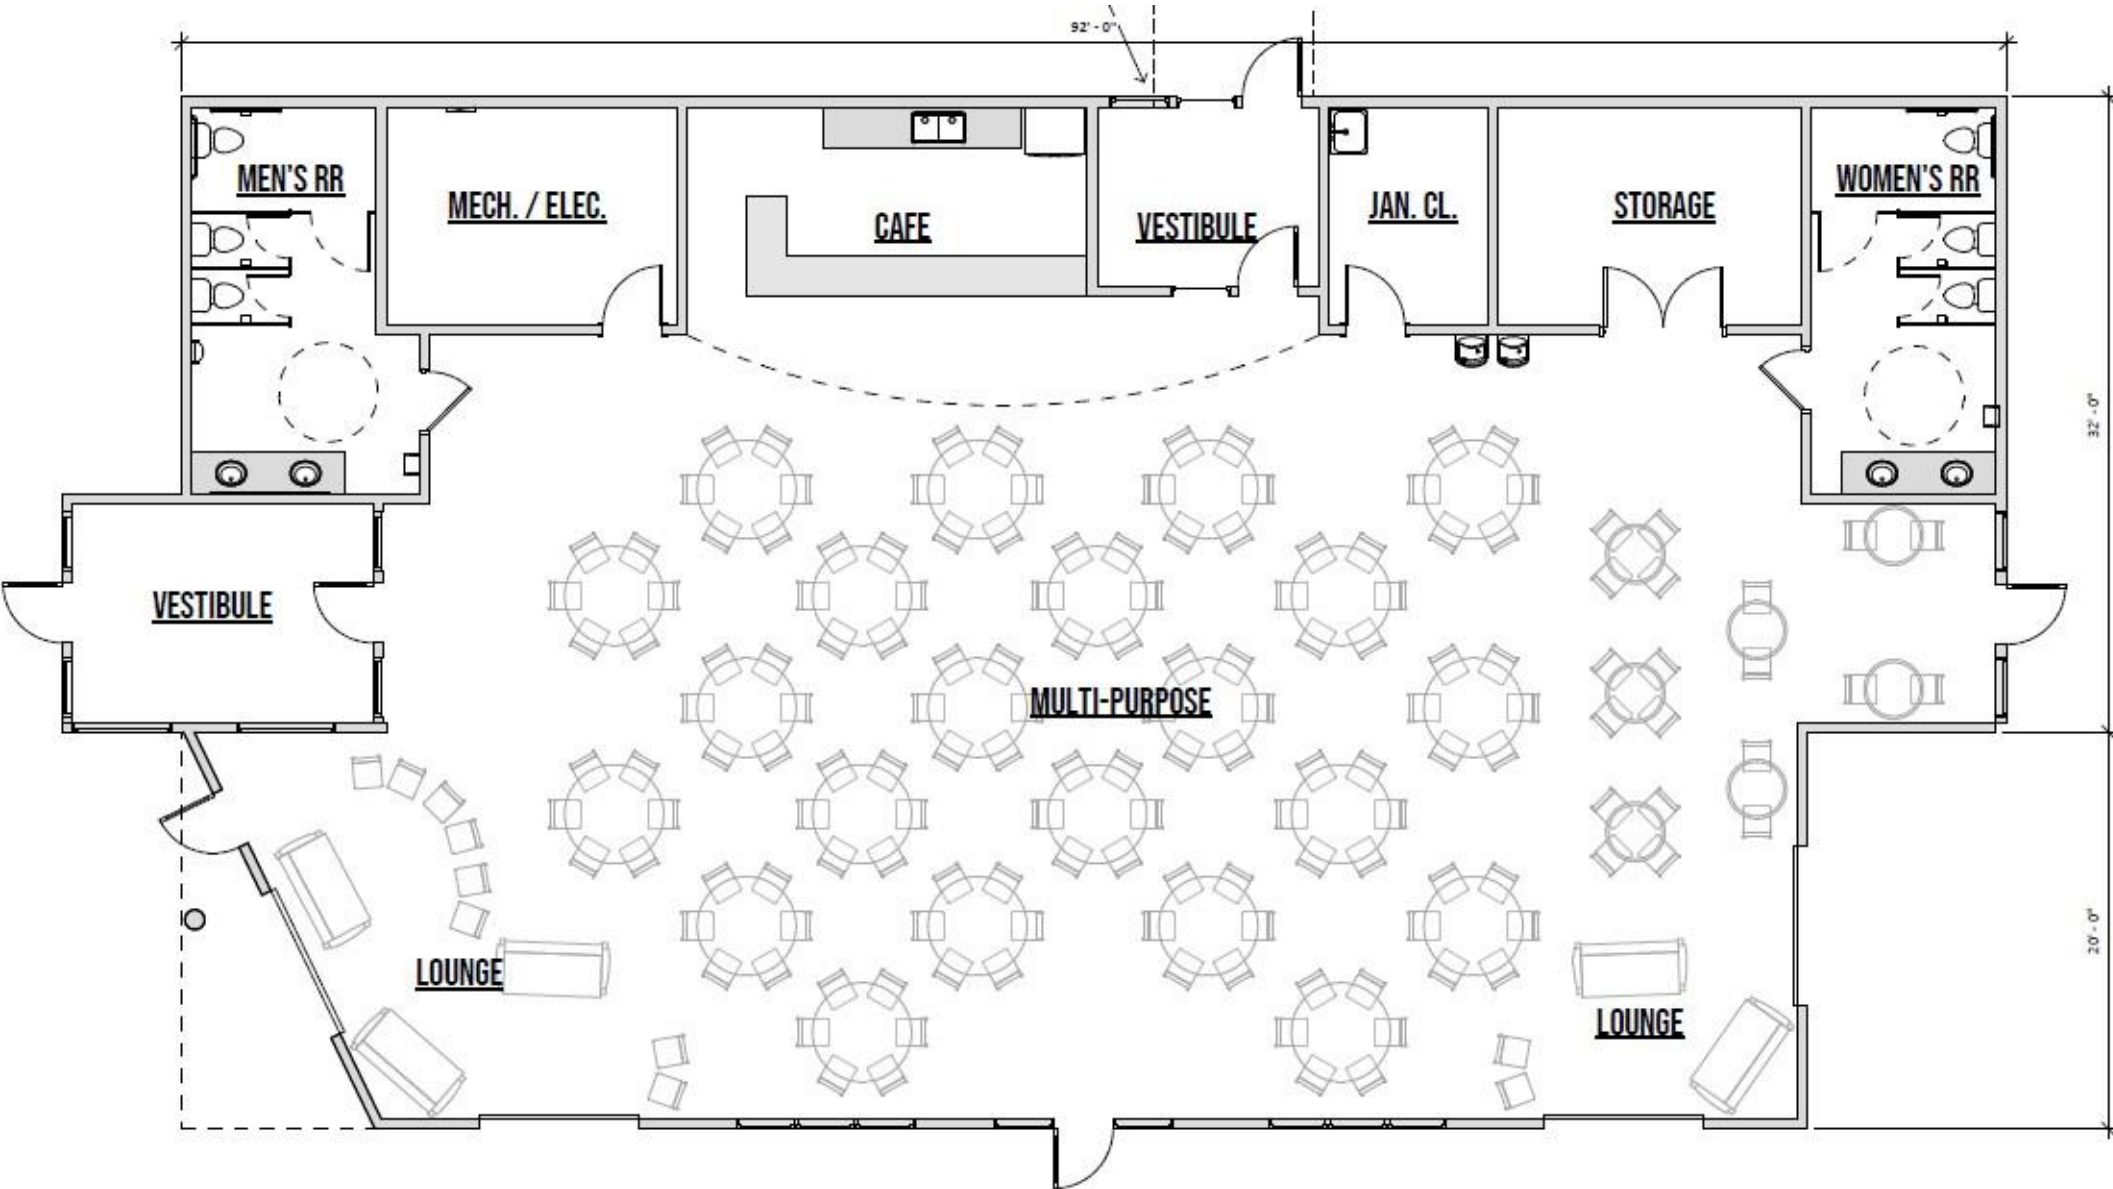 92' - 0"
MEN'S RR
MECH. / ELEC.
CAFE
VESTIBULE
JAN. CL.
STORAGE
WOMEN'S RR
32' - 0"
VESTIBULE
MULTI-PURPOSE
20' - 0"
LOUNGE
LOUNGE